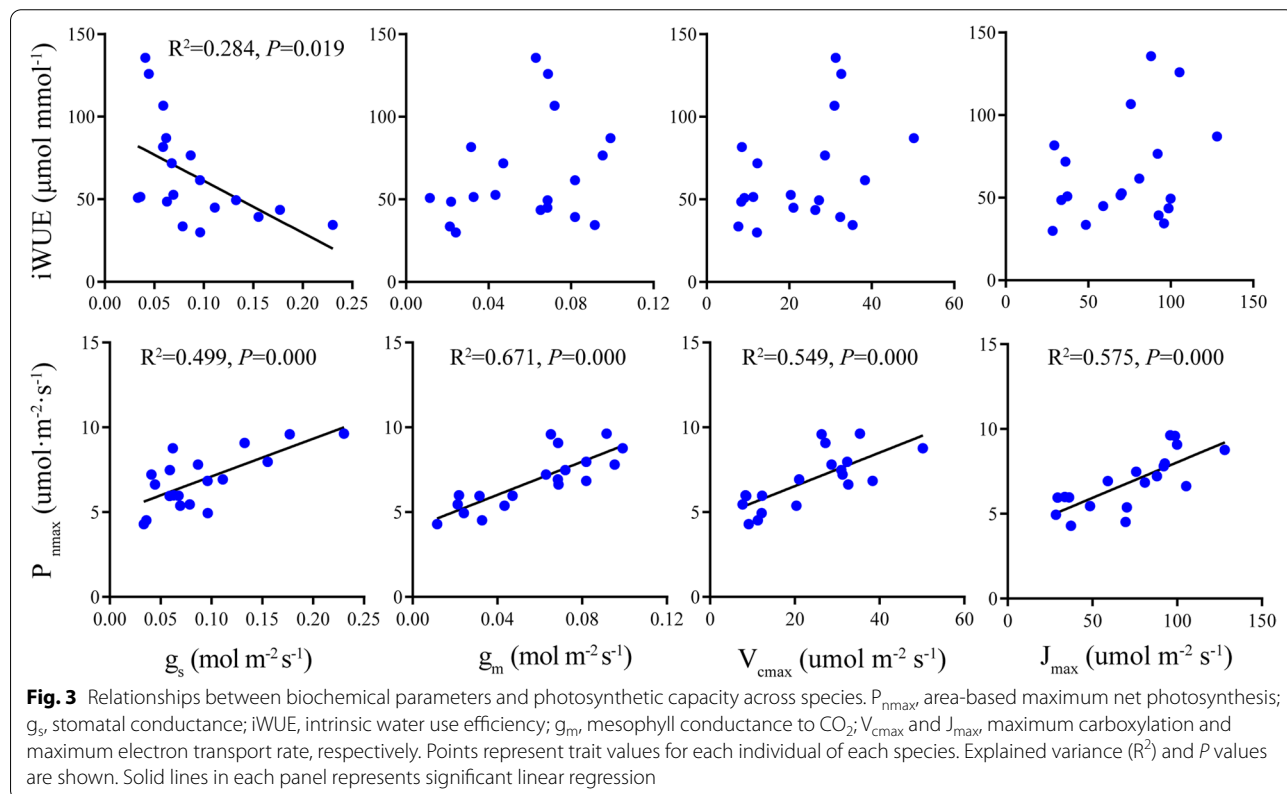 150
100
50
0
iWUE (µmol mmol-1)
R2=0.284, P=0.019
0.00 0.05 0.10 0.15 0.20 0.25
150
100
50
0
0.00 0.04 0.08 0.12
150
100
50
0
0 20 40 60
150
100
50
0
0 50 100 150
15
10
5
0
P nmax (umol·m-2·s-1)
R2=0.499, P=0.000
0.00 0.05 0.10 0.15 0.20 0.25
gs (mol m-2 s-1)
15
10
5
0
R2=0.671, P=0.000
0.00 0.04 0.08 0.12
gm (mol m-2 s-1)
15
10
5
0
R2=0.549, P=0.000
0 20 40 60
Vcmax (umol m-2 s-1)
15
10
5
0
R2=0.575, P=0.000
0 50 100 150
Jmax (umol m-2 s-1)
Fig. 3 Relationships between biochemical parameters and photosynthetic capacity across species. Pnmax, area-based maximum net photosynthesis;
gs, stomatal conductance; iWUE, intrinsic water use efficiency; gm, mesophyll conductance to CO2; Vcmax and Jmax, maximum carboxylation and
maximum electron transport rate, respectively. Points represent trait values for each individual of each species. Explained variance (R2) and P values
are shown. Solid lines in each panel represents significant linear regression